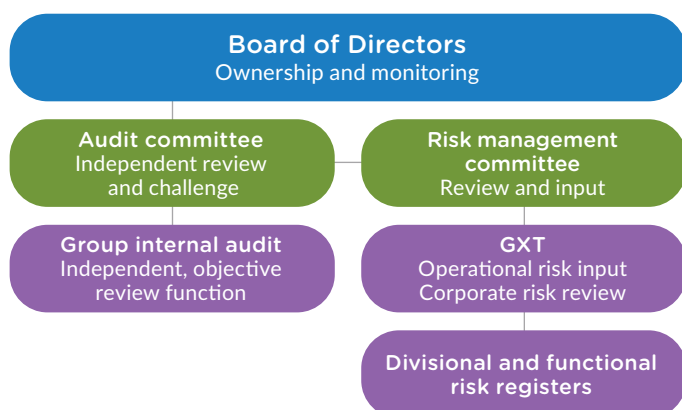 Board of Directors
Ownership and monitoring
Audit committee
Independent review
and challenge
Risk management
committee
Review and input
Group internal audit
Independent, objective
review function
GXT
Operational risk input
Corporate risk review
Divisional and functional
risk registers